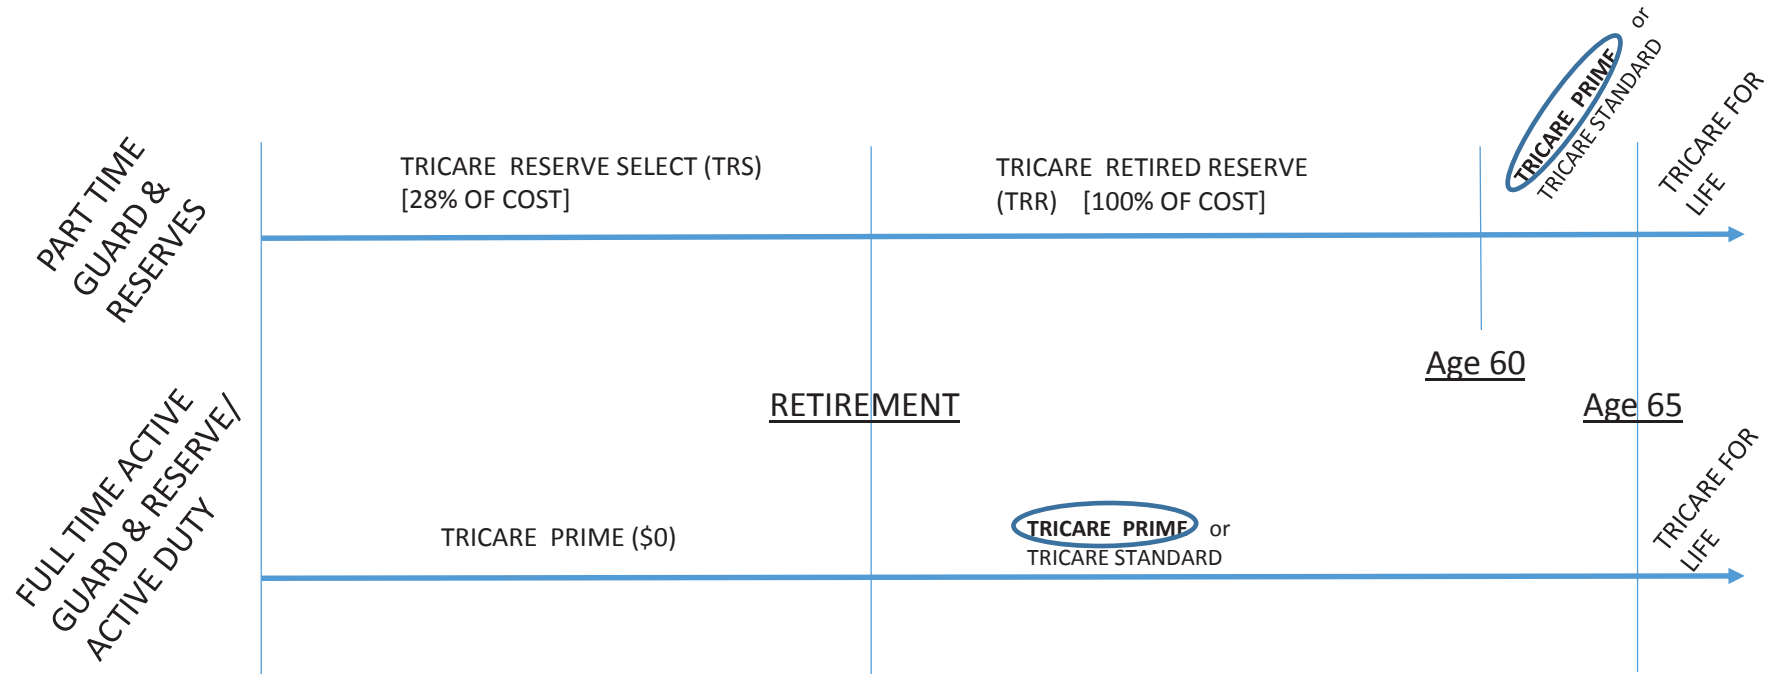 PART TIME
GUARD &
RESERVES
TRICARE RESERVE SELECT (TRS)
[28% OF COST]
TRICARE RETIRED RESERVE
(TRR) [100% OF COST]
TRICARE PRIME or
TRICARE STANDARD
TRICARE FOR
LIFE
Age 60
RETIREMENT
Age 65
FULL TIME ACTIVE
GUARD & RESERVE/
ACTIVE DUTY
TRICARE PRIME ($0)
TRICARE PRIME or
TRICARE STANDARD
TRICARE FOR
LIFE